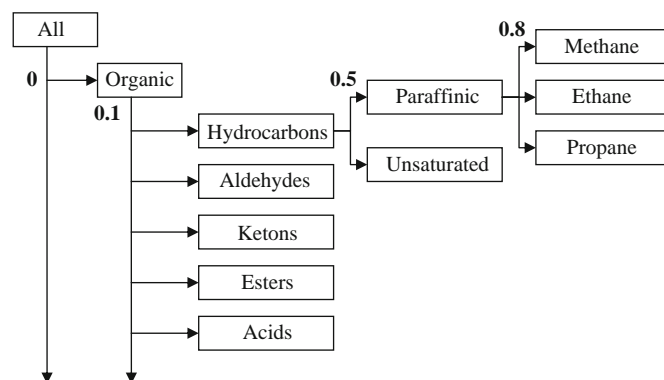 All
0.8
Methane
0
Organic
0.5
Paraffinic
Ethane
0.1
Hydrocarbons
Propane
Unsaturated
Aldehydes
Ketons
Esters
Acids